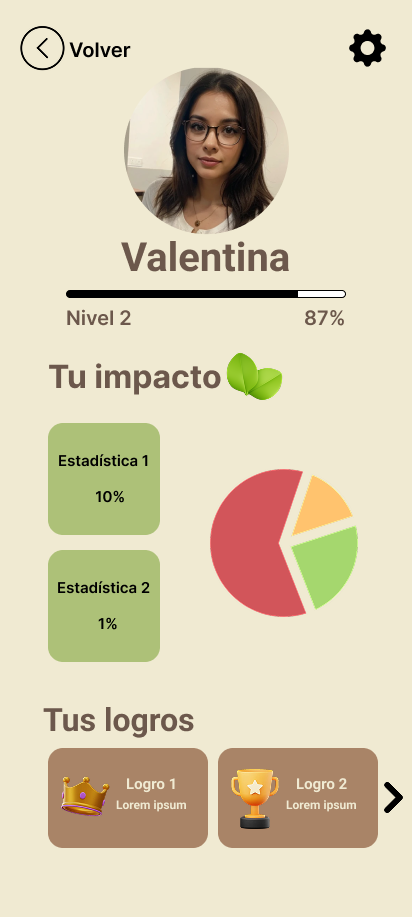 Volver
Valentina
Nivel 2
87%
Tu impacto
Estadística 1
10%
Estadística 2
1%
Tus logros
Logro 1
Lorem ipsum
Logro 2
Lorem ipsum